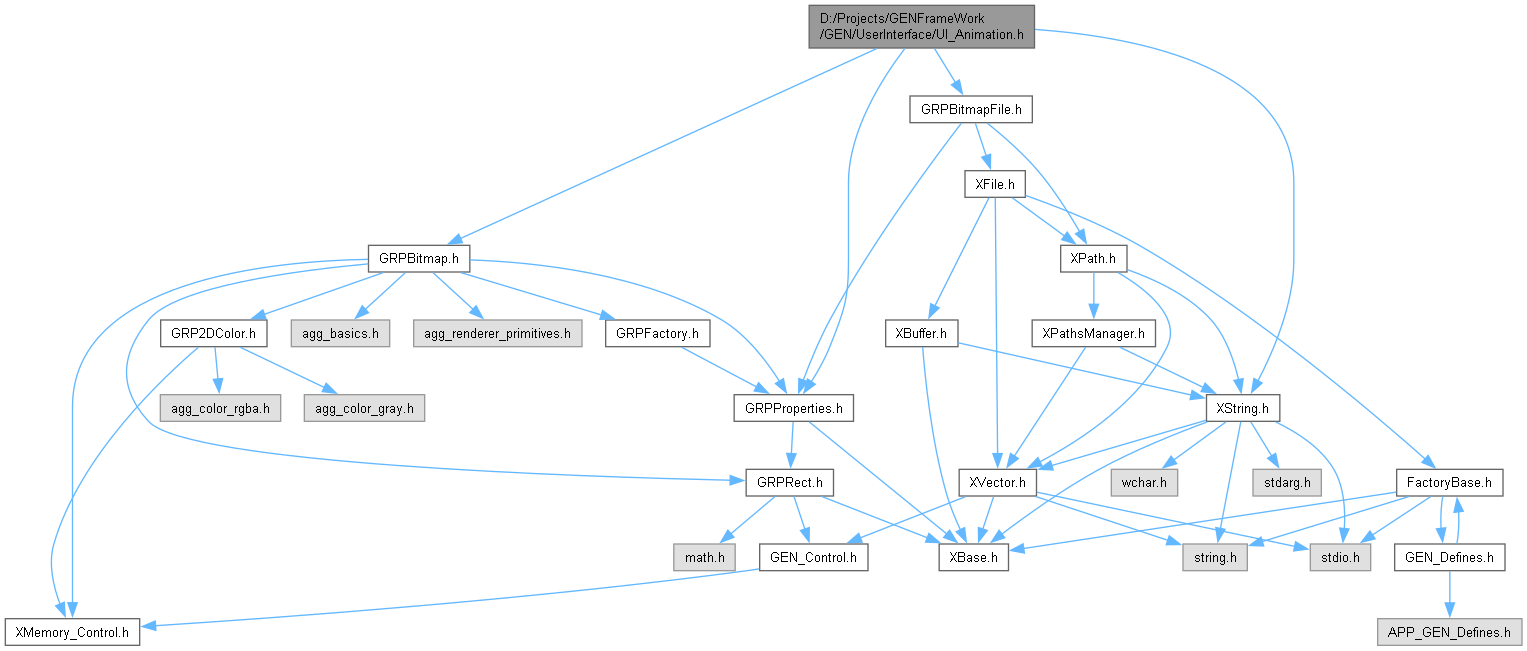 D:/Projects/GENFrameWork
/GEN/UserInterface/UI_Animation.h
GRPBitmapFile.h
XFile.h
GRPBitmap.h
XPath.h
GRP2DColor.h
agg_basics.h
agg_renderer_primitives.h
GRPFactory.h
XBuffer.h
XPathsManager.h
agg_color_rgba.h
agg_color_gray.h
GRPProperties.h
XString.h
GRPRect.h
XVector.h
wchar.h
stdarg.h
FactoryBase.h
math.h
GEN_Control.h
XBase.h
string.h
stdio.h
GEN_Defines.h
XMemory_Control.h
APP_GEN_Defines.h